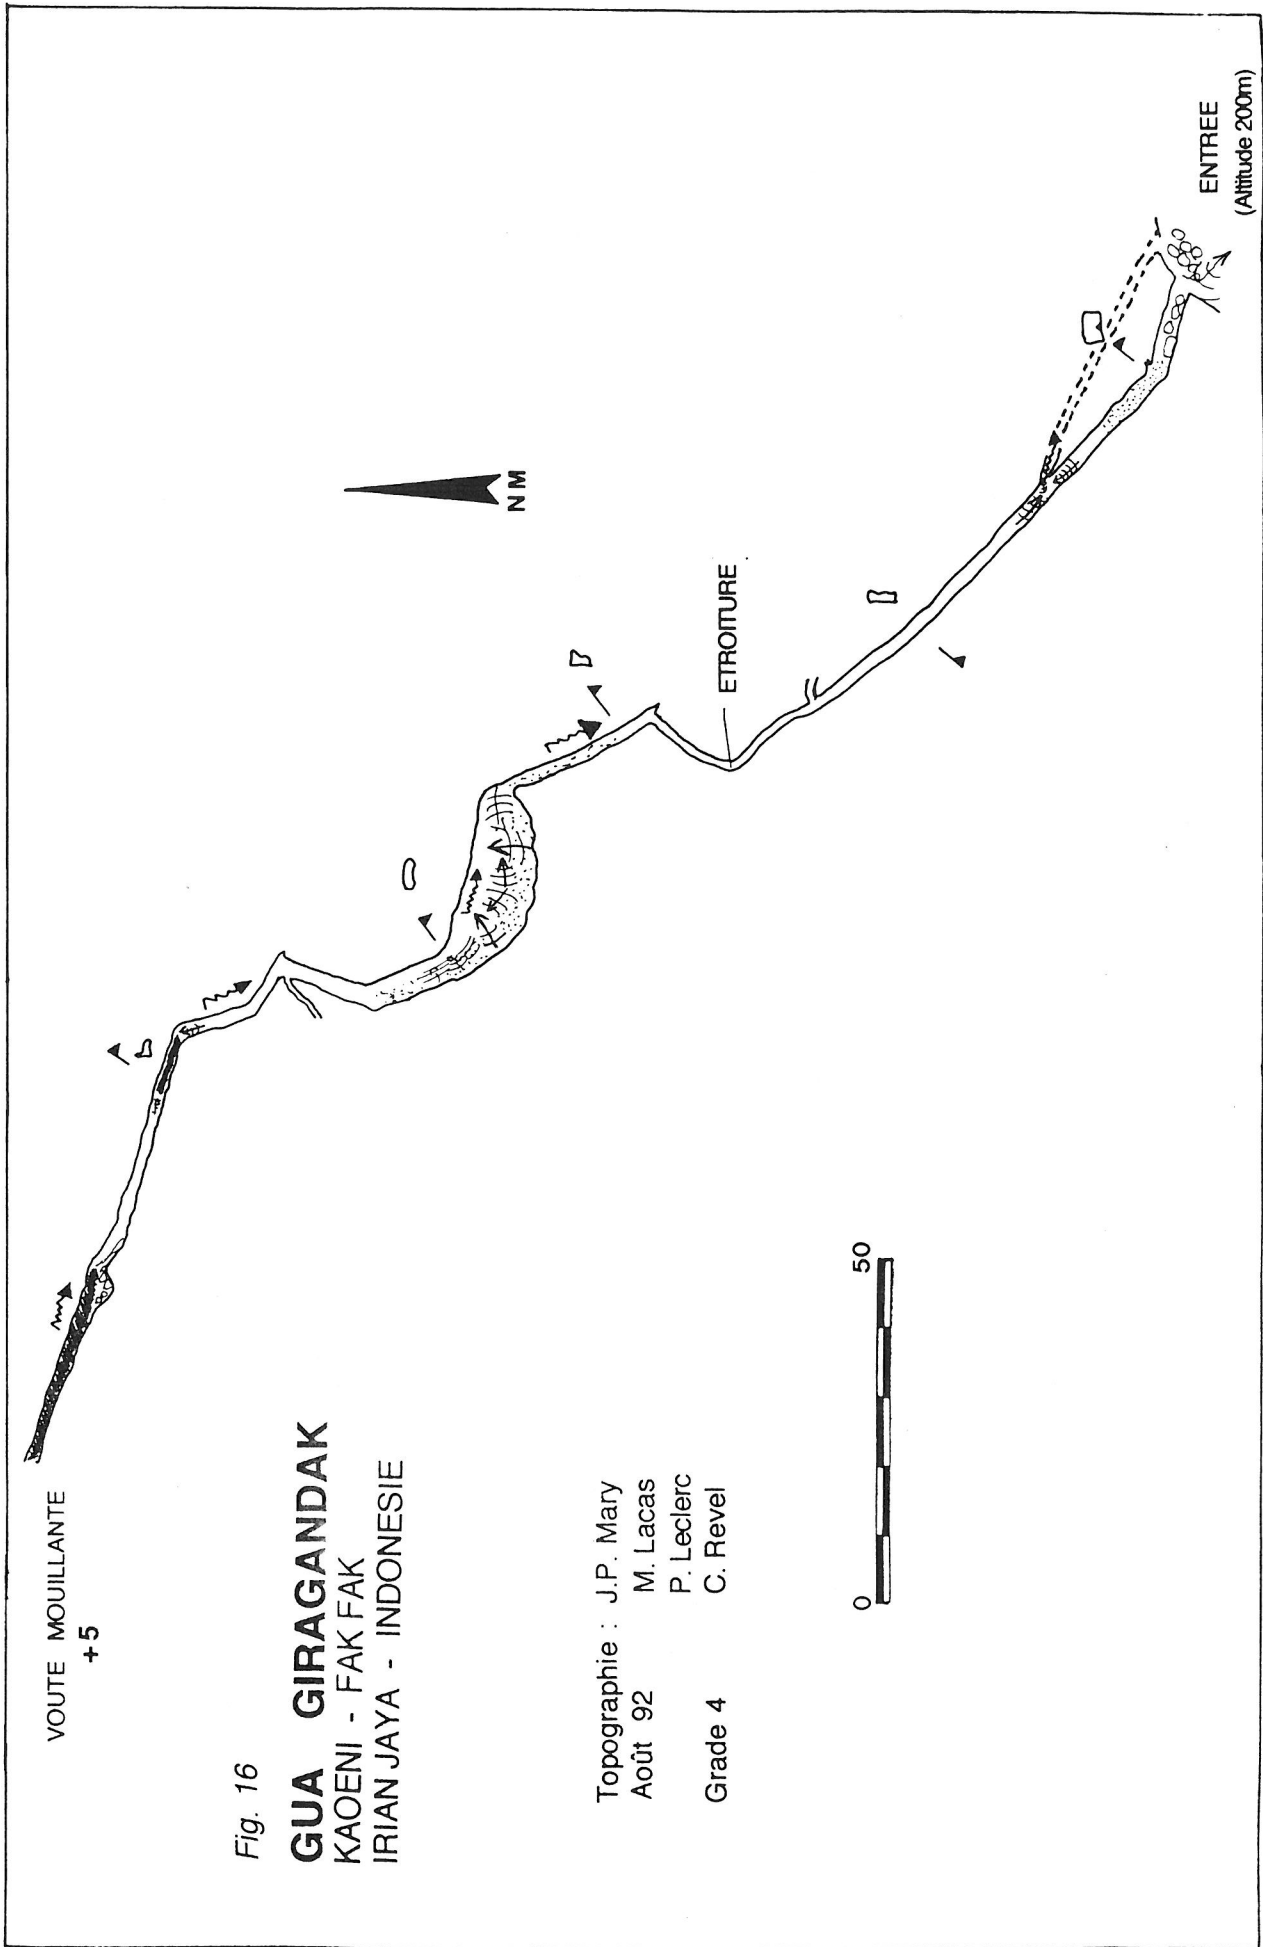 VOUTE MOUILLANTE
+5
Fig. 16
GUA GIRAGANDAK
KAOENI - FAK FAK
IRIAN JAYA - INDONESIE
Topographie : J.P. Mary
Août 92 M. Lacas
P. Leclerc
Grade 4 C. Revel
0 50
NM
ETROITURE
ENTREE
(Altitude 200m)